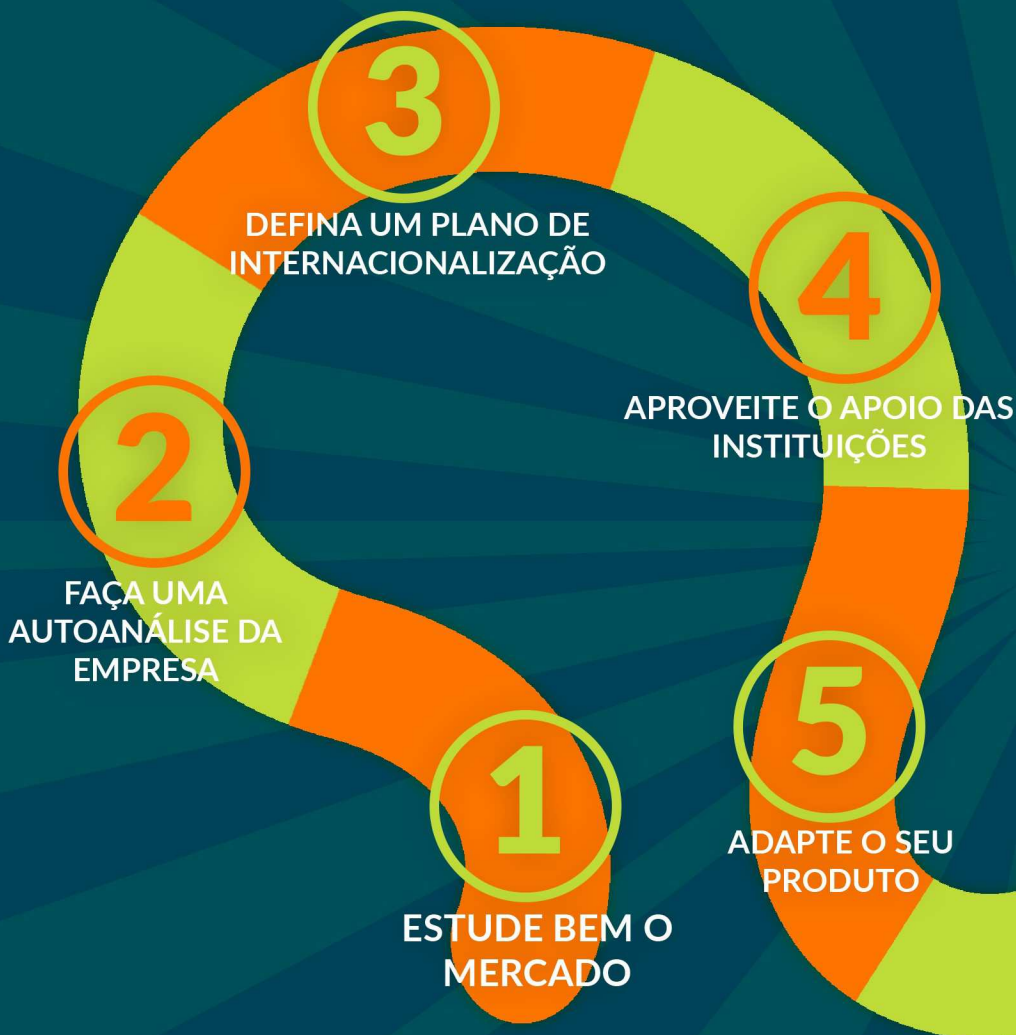 1
ESTUDE BEM O
MERCADO
2
FAÇA UMA
AUTOANÁLISE DA
EMPRESA
3
DEFINA UM PLANO DE
INTERNACIONALIZAÇÃO
4
APROVEITE O APOIO DAS
INSTITUIÇÕES
5
ADAPTE O SEU
PRODUTO